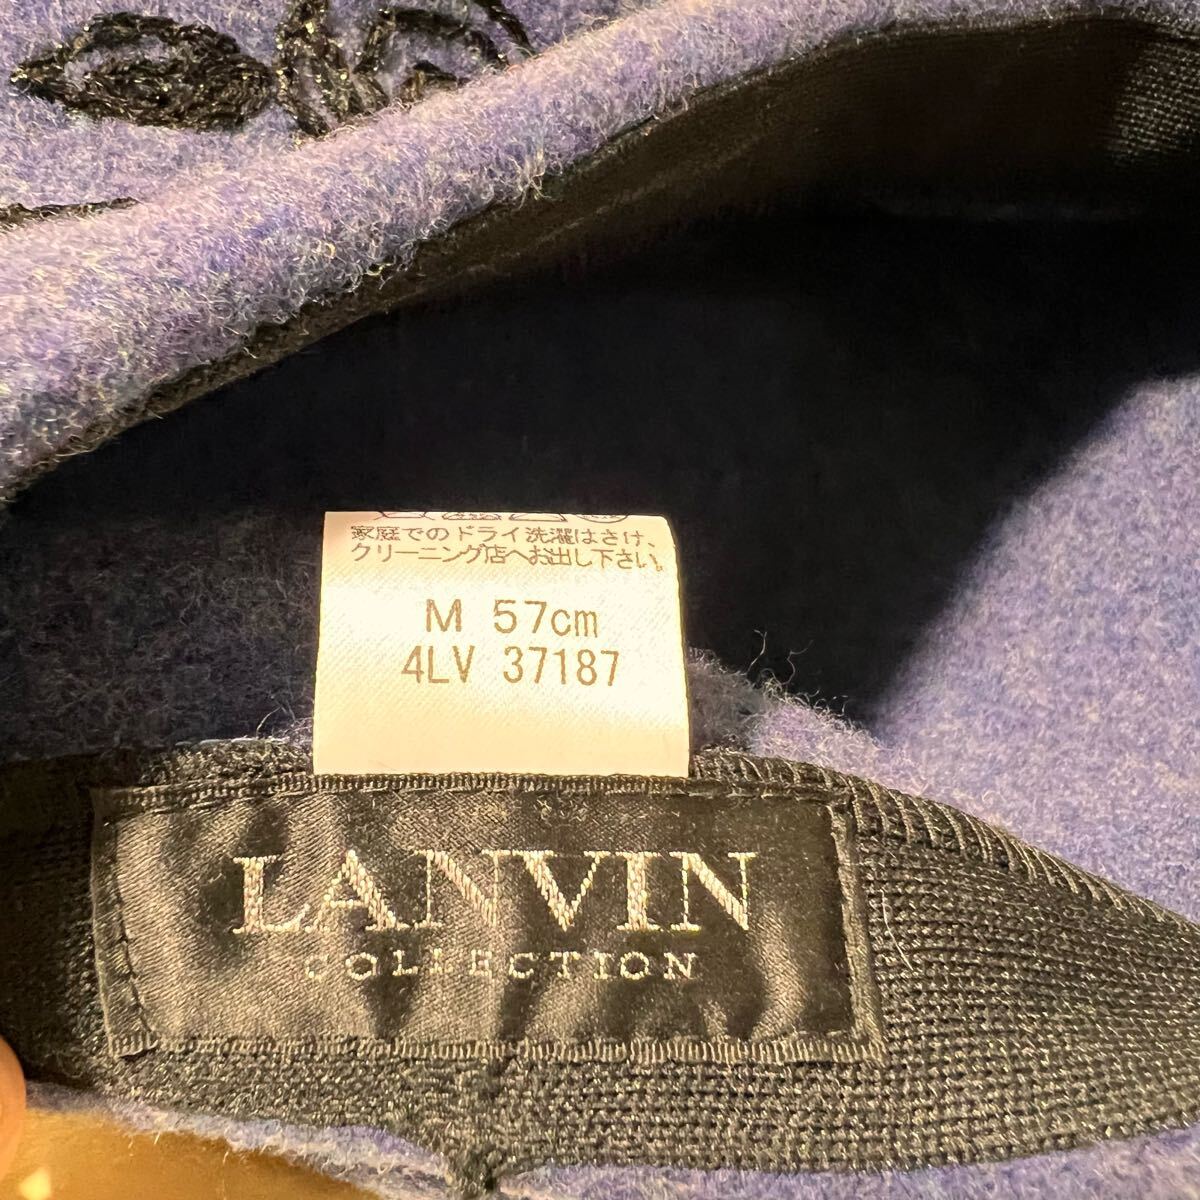 家庭でのドライ洗濯はさけ、
クリーニング店へお出し下さい。
M 57cm
4LV 37187
LANVIN
COLLECTION